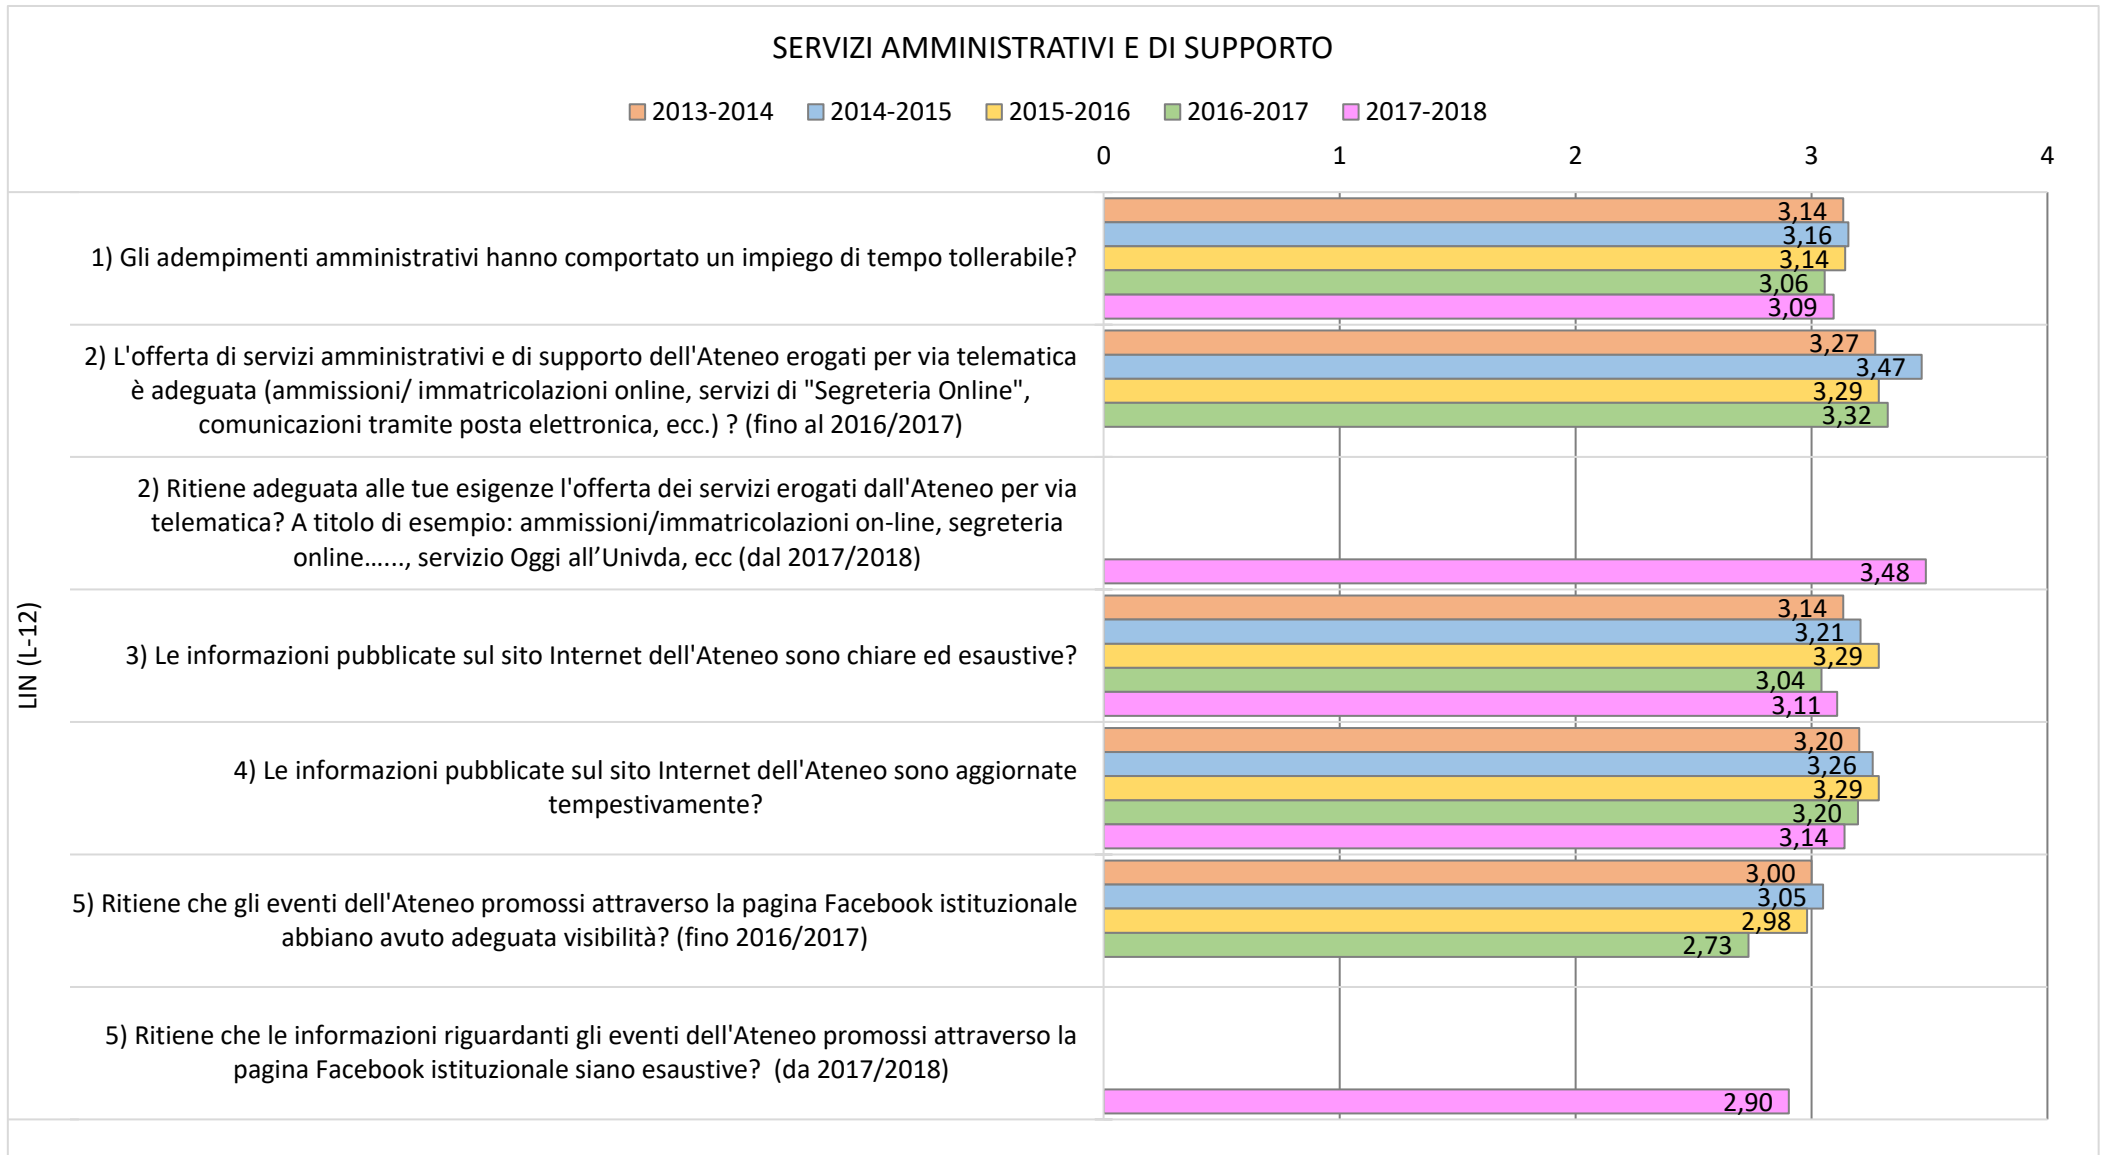 SERVIZI AMMINISTRATIVI E DI SUPPORTO
2013-2014 2014-2015 2015-2016 2016-2017 2017-2018
0 1 2 3 4
LIN (L-12)
1) Gli adempimenti amministrativi hanno comportato un impiego di tempo tollerabile?
3,14
3,16
3,14
3,06
3,09
2) L'offerta di servizi amministrativi e di supporto dell'Ateneo erogati per via telematica
è adeguata (ammissioni/ immatricolazioni online, servizi di "Segreteria Online",
comunicazioni tramite posta elettronica, ecc.) ? (fino al 2016/2017)
3,27
3,47
3,29
3,32
2) Ritiene adeguata alle tue esigenze l'offerta dei servizi erogati dall'Ateneo per via
telematica? A titolo di esempio: ammissioni/immatricolazioni on-line, segreteria
online…..., servizio Oggi all’Univda, ecc (dal 2017/2018)
3,48
3) Le informazioni pubblicate sul sito Internet dell'Ateneo sono chiare ed esaustive?
3,14
3,21
3,29
3,04
3,11
4) Le informazioni pubblicate sul sito Internet dell'Ateneo sono aggiornate
tempestivamente?
3,20
3,26
3,29
3,20
3,14
5) Ritiene che gli eventi dell'Ateneo promossi attraverso la pagina Facebook istituzionale
abbiano avuto adeguata visibilità? (fino 2016/2017)
3,00
3,05
2,98
2,73
5) Ritiene che le informazioni riguardanti gli eventi dell'Ateneo promossi attraverso la
pagina Facebook istituzionale siano esaustive?  (da 2017/2018)
2,90